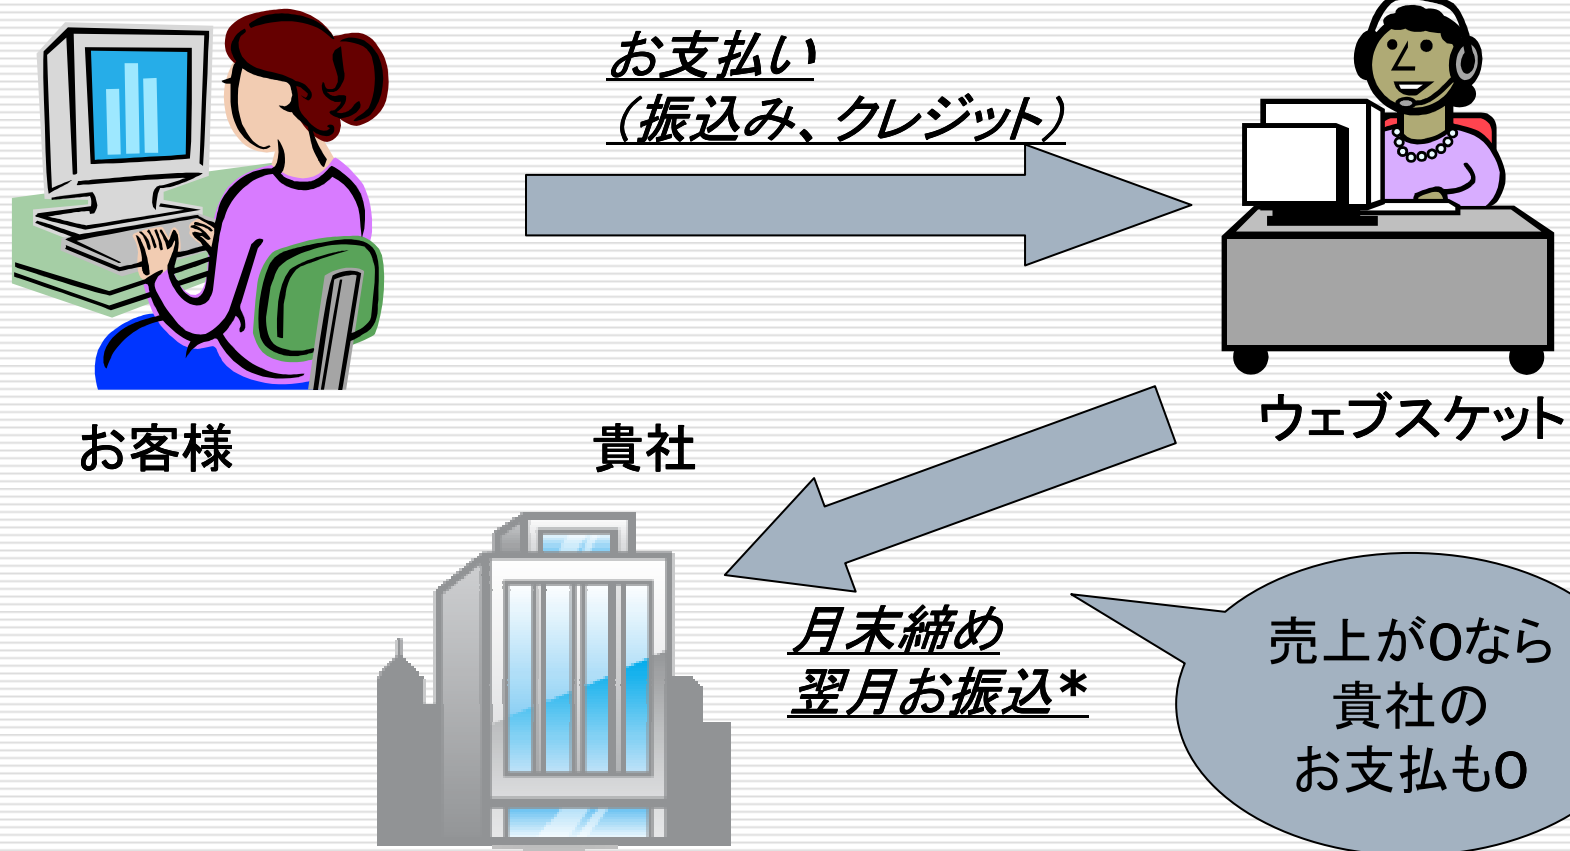 お支払い
（振込み、クレジット）
お客様
貴社
ウェブスケット
月末締め
翌月お振込*
売上が0なら
貴社の
お支払も0